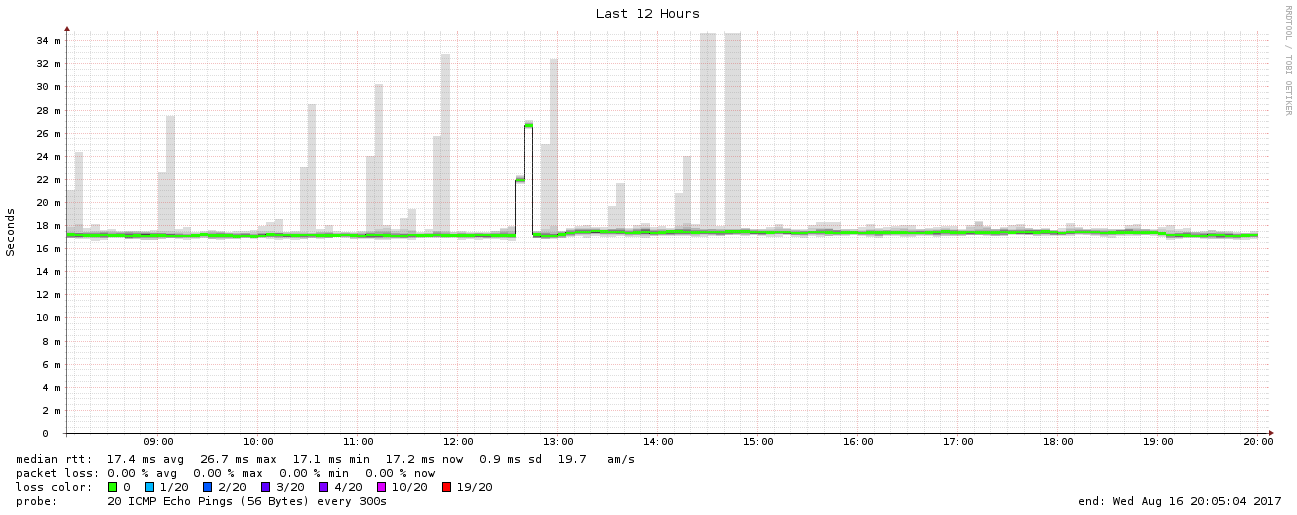 Last 12 Hours
RRDTOOL / TOBI OETIKER
Seconds
34 m
32 m
30 m
28 m
26 m
24 m
22 m
20 m
18 m
16 m
14 m
12 m
10 m
8 m
6 m
4 m
2 m
0
09:00 10:00 11:00 12:00 13:00 14:00 15:00 16:00 17:00 18:00 19:00 20:00
median rtt: 17.4 ms avg 26.7 ms max 17.1 ms min 17.2 ms now 0.9 ms sd 19.7 am/s
packet loss: 0.00 % avg 0.00 % max 0.00 % min 0.00 % now
loss color: 0 1/20 2/20 3/20 4/20 10/20 19/20
probe: 20 ICMP Echo Pings (56 Bytes) every 300s end: Wed Aug 16 20:05:04 2017